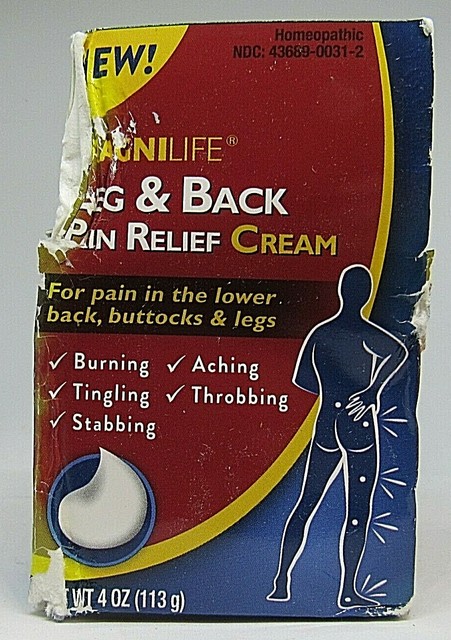 EW!
Homeopathic
NDC: 43689-0031-2
AGNILIFE®
EG & BACK
PAIN RELIEF CREAM
For pain in the lower
back, buttocks & legs
✓ Burning ✓ Aching
✓ Tingling ✓ Throbbing
✓ Stabbing
WT 4 OZ (113 g)